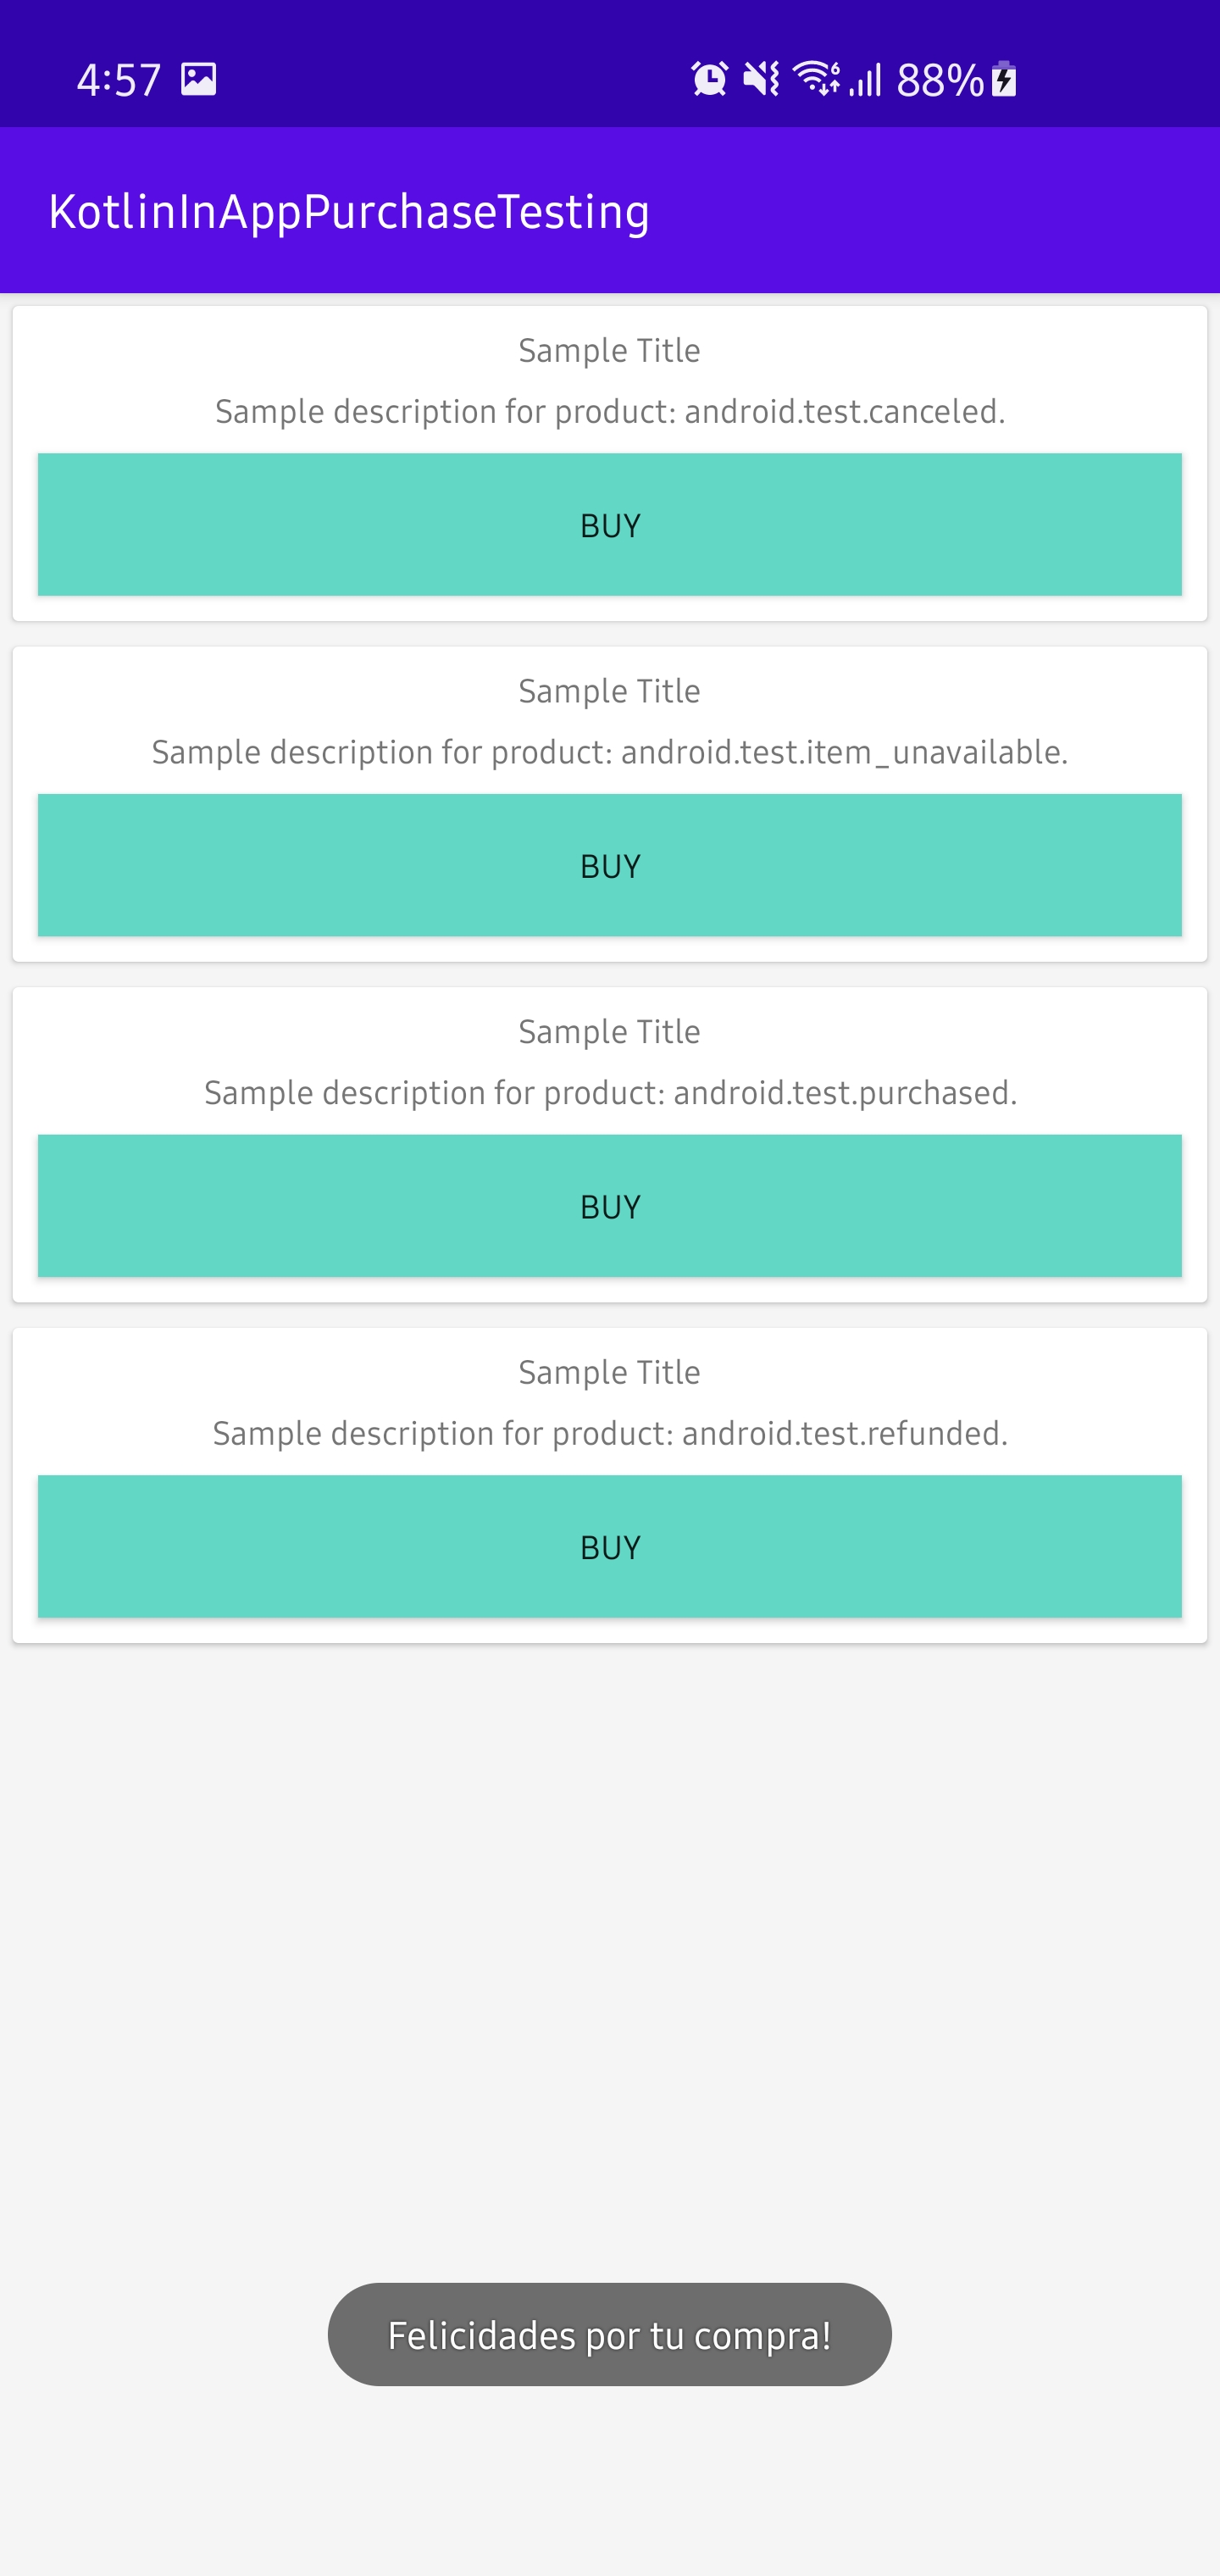 4:57
88%
KotlinInAppPurchaseTesting
Sample Title
Sample description for product: android.test.canceled.
BUY
Sample Title
Sample description for product: android.test.item_unavailable.
BUY
Sample Title
Sample description for product: android.test.purchased.
BUY
Sample Title
Sample description for product: android.test.refunded.
BUY
Felicidades por tu compra!